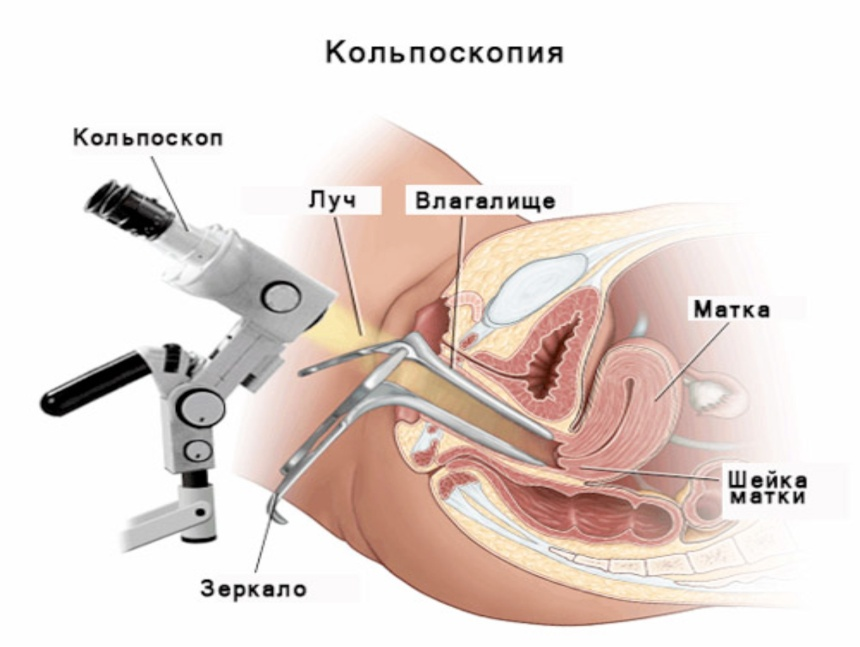 Кольпоскопия
Кольпоскоп
Луч
Влагалище
Матка
Шейка
матки
Зеркало